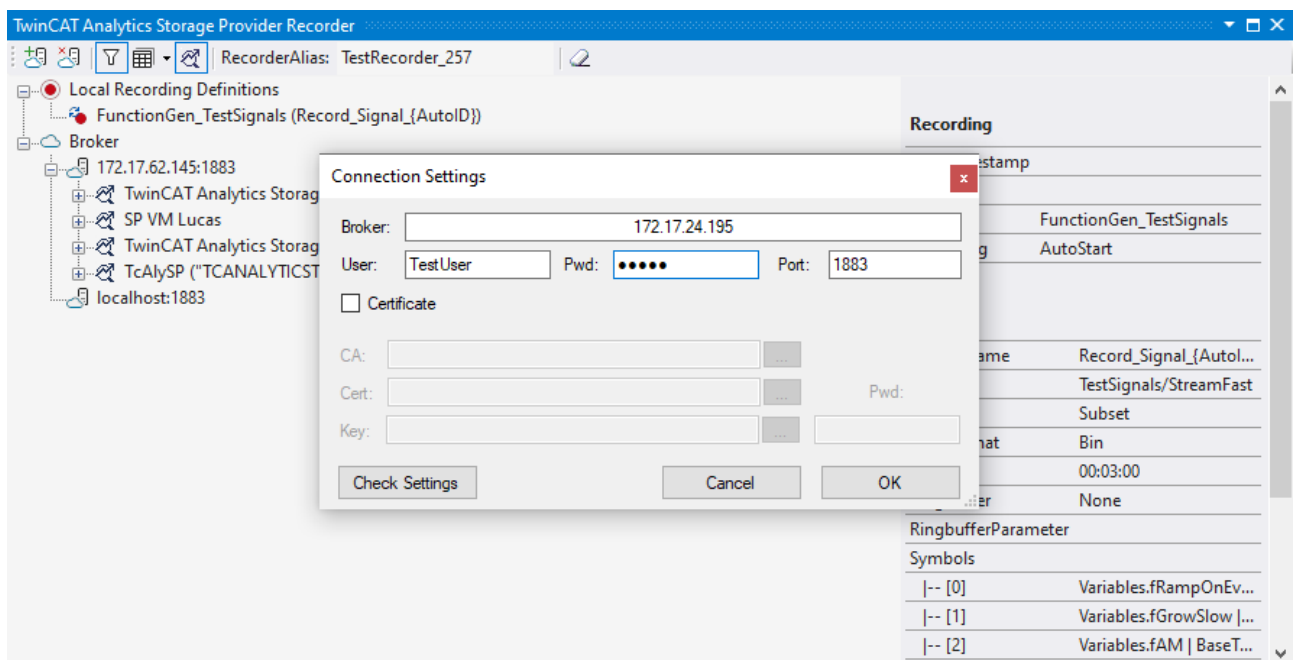 TwinCAT Analytics Storage Provider Recorder
RecorderAlias: TestRecorder_257
Local Recording Definitions
FunctionGen_TestSignals (Record_Signal_{AutoID})
Broker
172.17.62.145:1883
TwinCAT Analytics Storag
SP VM Lucas
TwinCAT Analytics Storag
TcAlySP ("TCANALYTICST
localhost:1883
Connection Settings
x
Broker: 172.17.24.195
User: TestUser Pwd: ●●●●● Port: 1883
Certificate
CA: ...
Cert: ... Pwd:
Key: ...
Check Settings Cancel OK
Recording
estamp
FunctionGen_TestSignals
g AutoStart
ame Record_Signal_{AutoI...
TestSignals/StreamFast
Subset
nat Bin
00:03:00
er None
RingbufferParameter
Symbols
|-- [0] Variables.fRampOnEv...
|-- [1] Variables.fGrowSlow |...
|-- [2] Variables.fAM | BaseT...